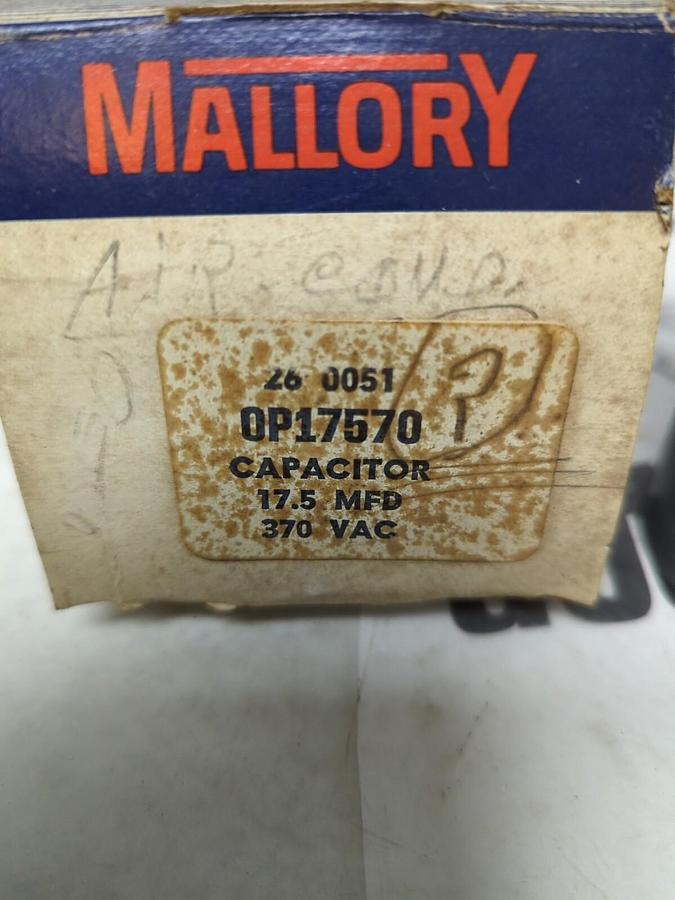 MALLORY
AIR. COND.
26 0051
OP17570
CAPACITOR
17.5 MFD
370 VAC